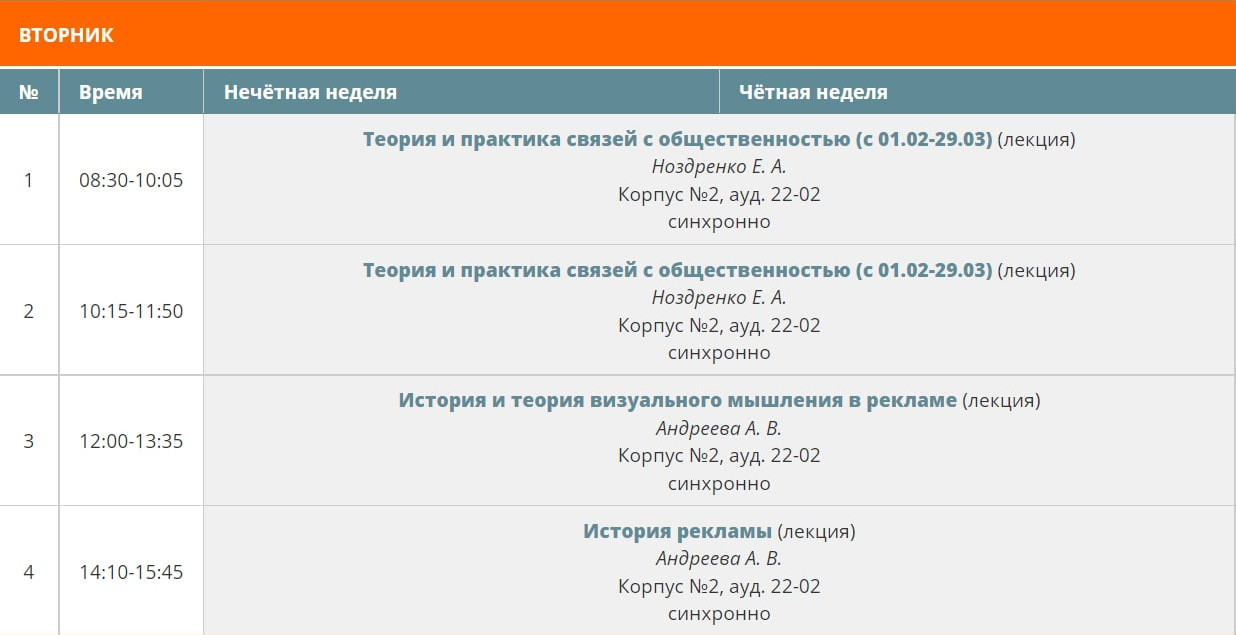 ВТОРНИК
№ Время Нечётная неделя Чётная неделя
Теория и практика связей с общественностью (с 01.02-29.03) (лекция)
Ноздренко Е. А.
1 08:30-10:05
Корпус №2, ауд. 22-02
синхронно
Теория и практика связей с общественностью (с 01.02-29.03) (лекция)
Ноздренко Е. А.
2 10:15-11:50
Корпус №2, ауд. 22-02
синхронно
История и теория визуального мышления в рекламе (лекция)
Андреева А. В.
3 12:00-13:35
Корпус №2, ауд. 22-02
синхронно
История рекламы (лекция)
Андреева А. В.
4 14:10-15:45
Корпус №2, ауд. 22-02
синхронно